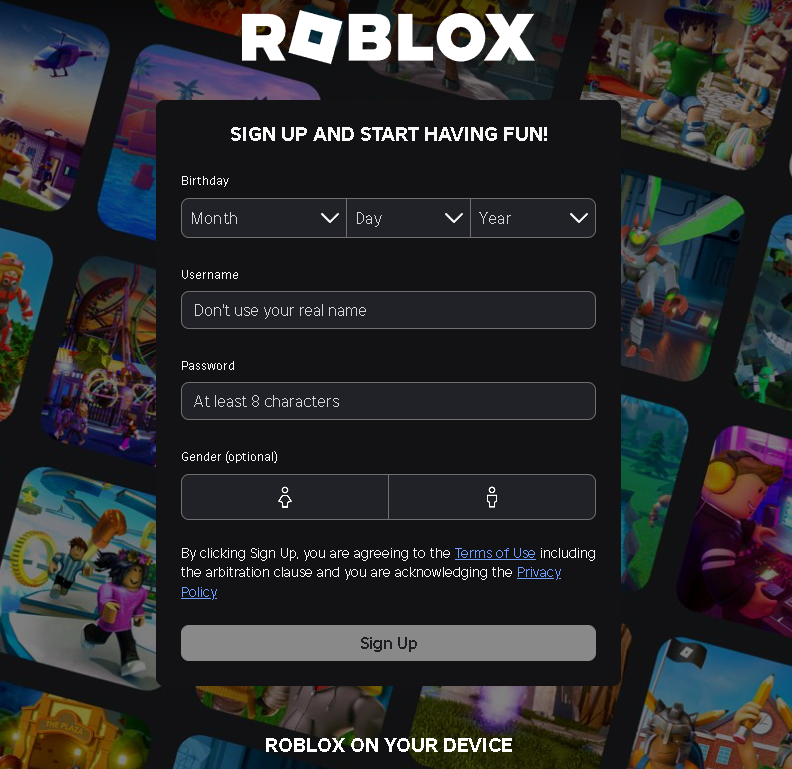 ROBLOX
SIGN UP AND START HAVING FUN!
Birthday
Month Day Year
Username
Don't use your real name
Password
At least 8 characters
Gender (optional)
By clicking Sign Up, you are agreeing to the Terms of Use including
the arbitration clause and you are acknowledging the Privacy
Policy
Sign Up
THE PLAZA
ROBLOX ON YOUR DEVICE